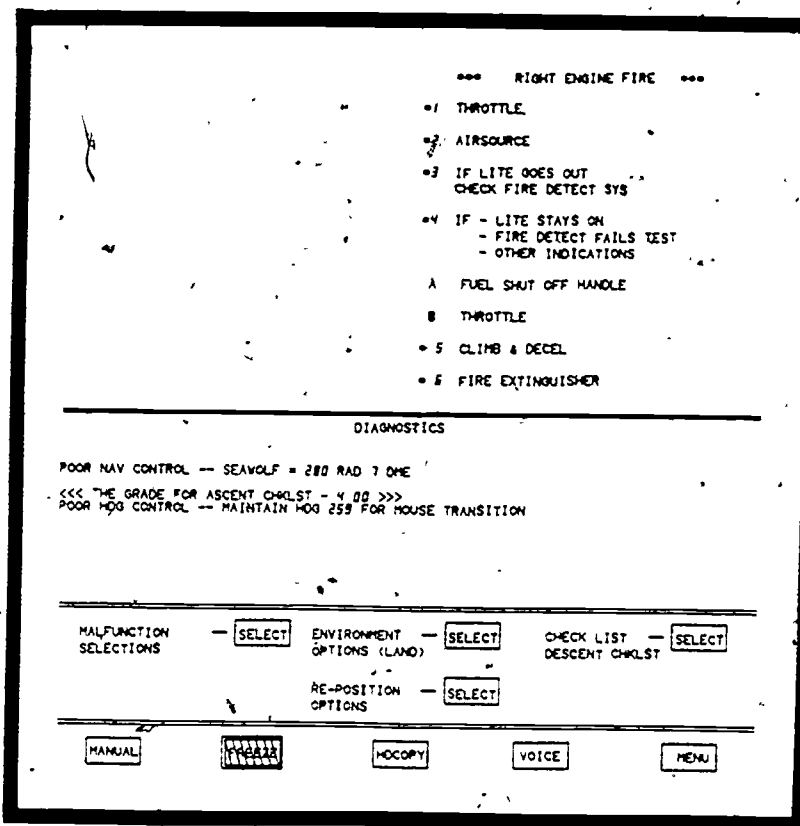 *** RIGHT ENGINE FIRE ***
*1 THROTTLE
*2 AIRSOURCE
*3 IF LITE GOES OUT
CHECK FIRE DETECT SYS
*4 IF - LITE STAYS ON
- FIRE DETECT FAILS TEST
- OTHER INDICATIONS
A FUEL SHUT OFF HANDLE
B THROTTLE
* 5 CLIMB & DECEL
* 6 FIRE EXTINGUISHER
DIAGNOSTICS
POOR NAV CONTROL -- SEAWOLF = 280 RAD 7 DME
<<< THE GRADE FOR ASCENT CHKLST - 4.00 >>>
POOR HDG CONTROL -- MAINTAIN HDG 259 FOR MOUSE TRANSITION
MALFUNCTION SELECTIONS - SELECT
ENVIRONMENT OPTIONS (LAND) - SELECT
CHECK LIST DESCENT CHKLST - SELECT
RE-POSITION OPTIONS - SELECT
MANUAL FREEZE HDCOPY VOICE MENU